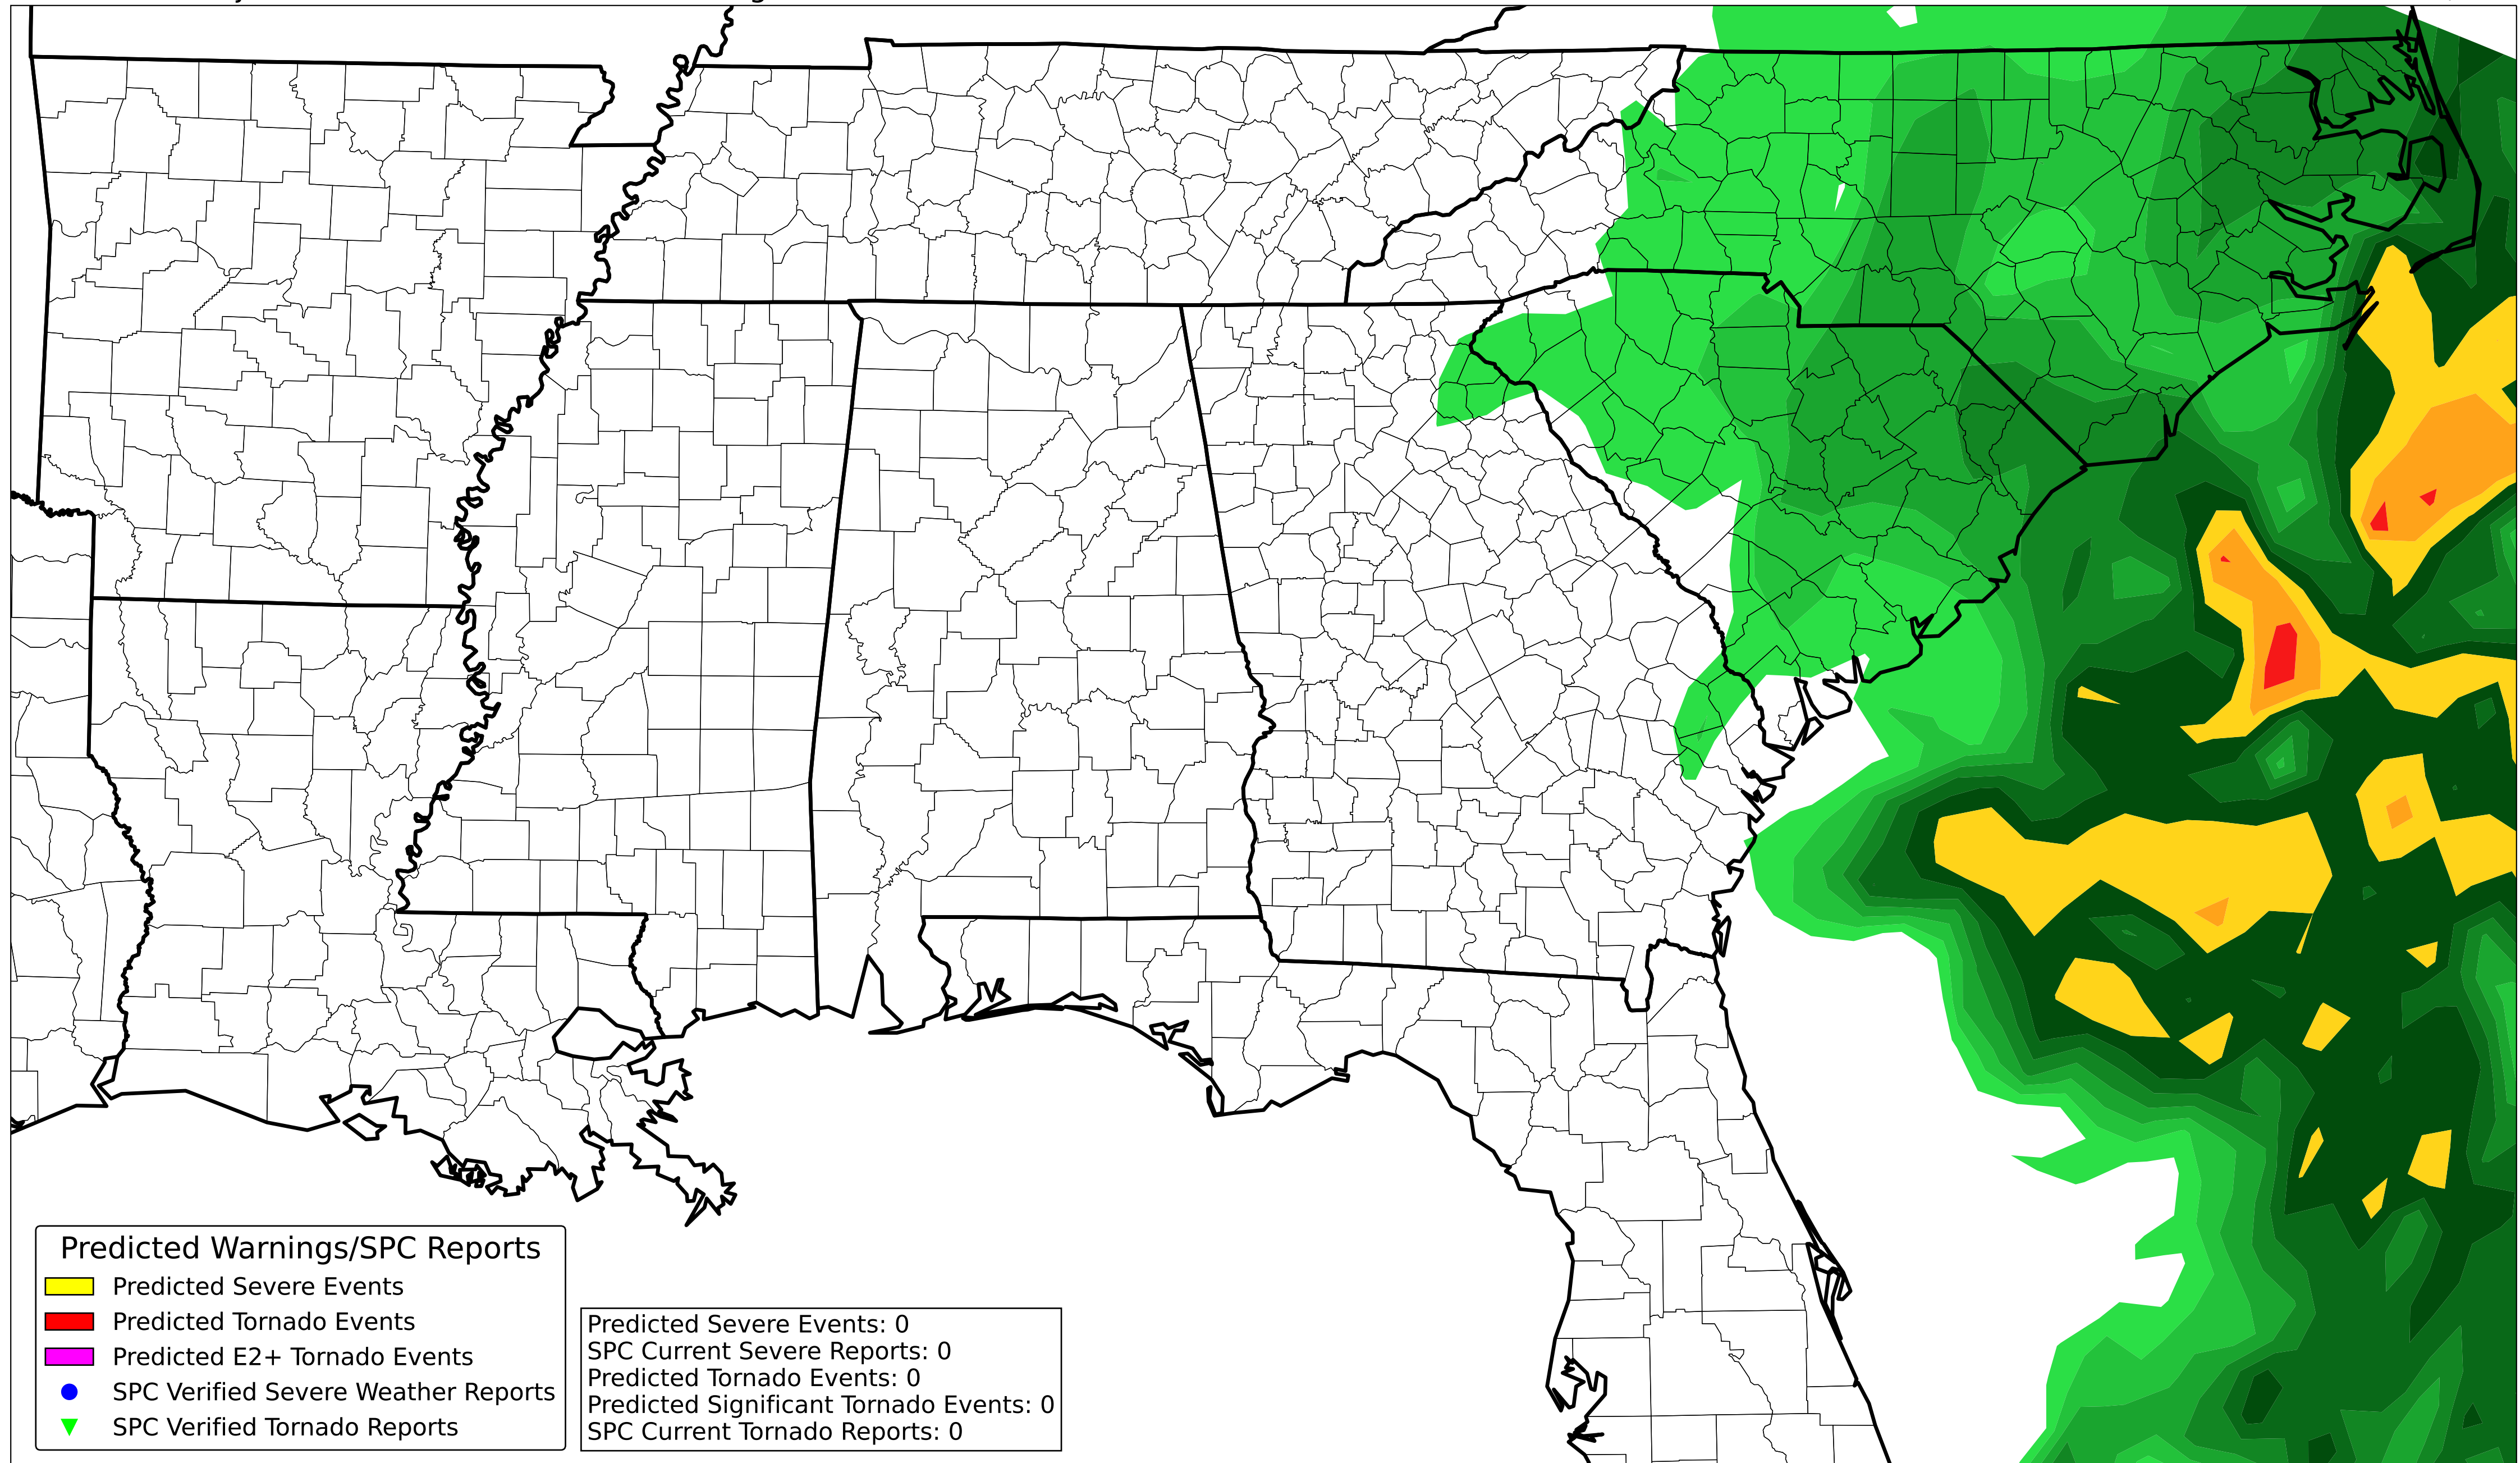 Predicted Warnings/SPC Reports
Predicted Severe Events
Predicted Tornado Events
Predicted E2+ Tornado Events
SPC Verified Severe Weather Reports
SPC Verified Tornado Reports
Predicted Severe Events: 0
SPC Current Severe Reports: 0
Predicted Tornado Events: 0
Predicted Significant Tornado Events: 0
SPC Current Tornado Reports: 0